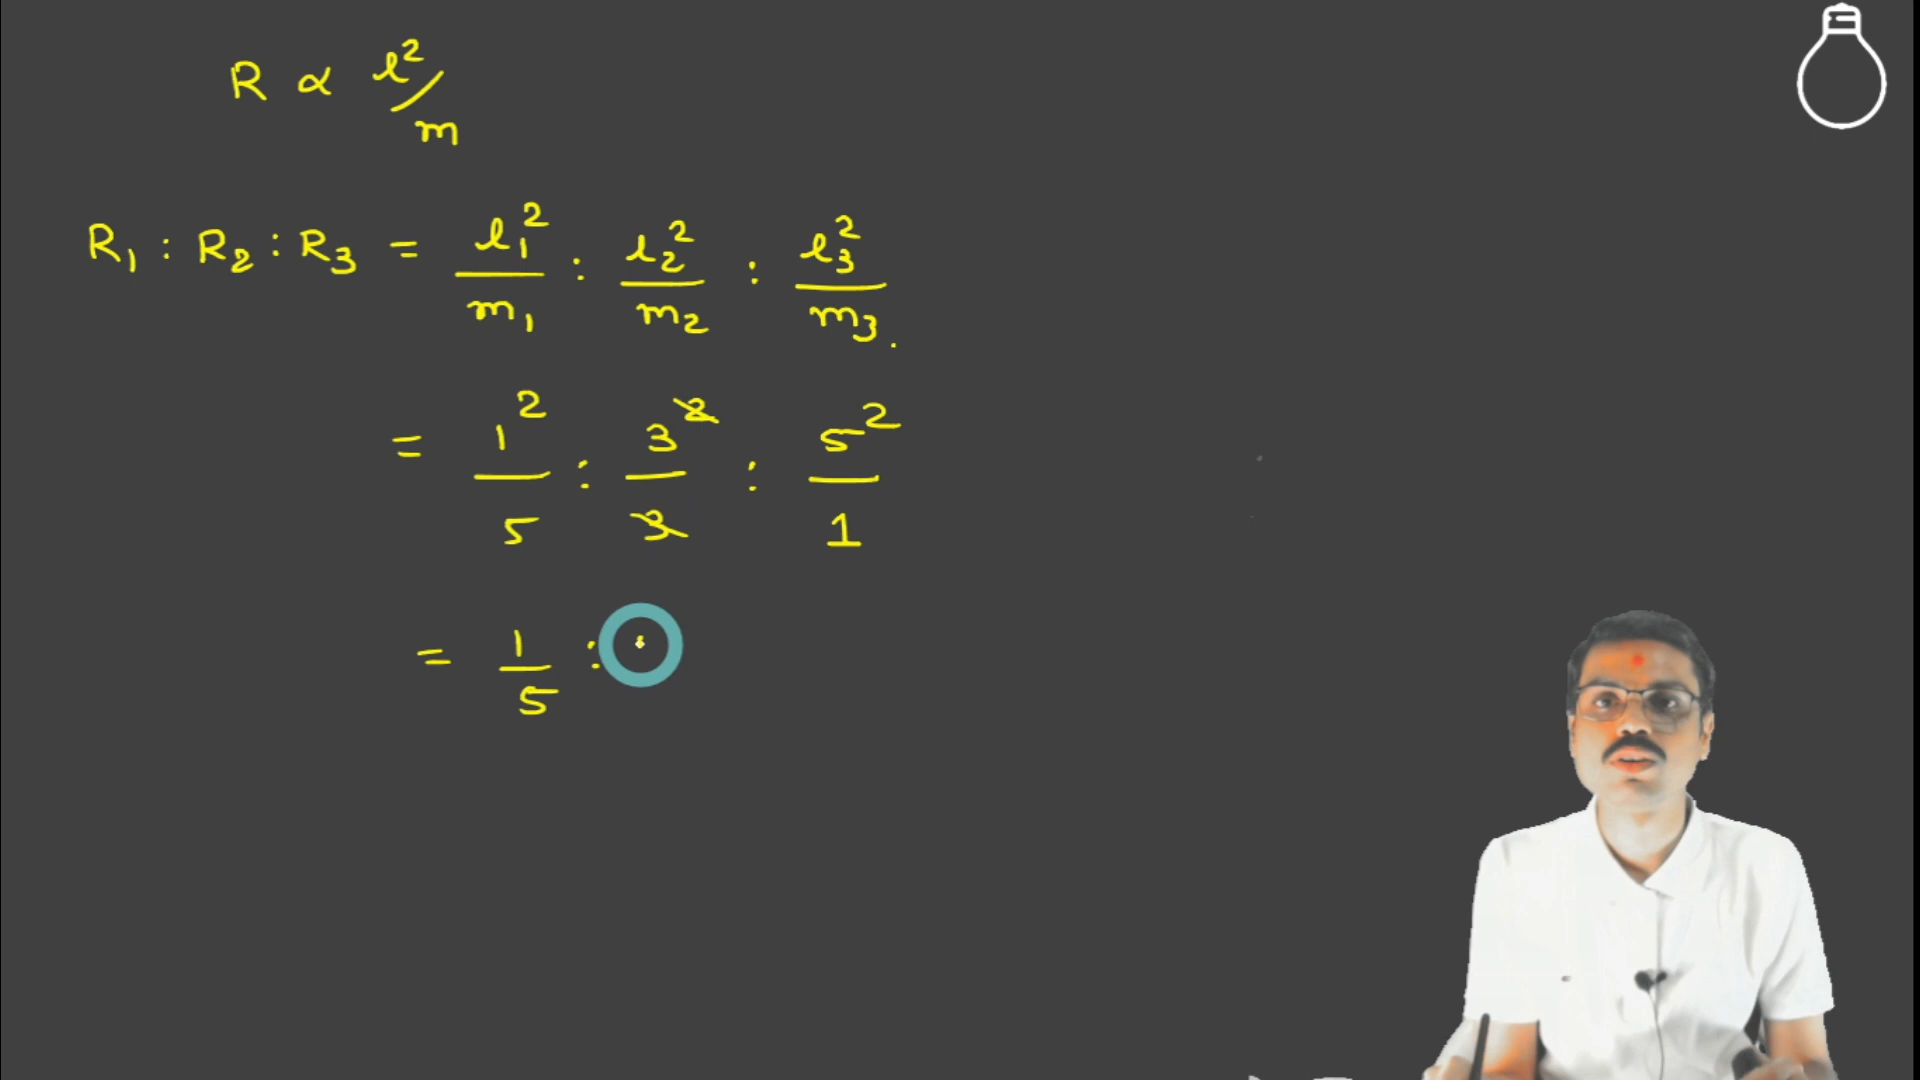 R ∝ l²/m
R₁ : R₂ : R₃ = l₁²/m₁ : l₂²/m₂ : l₃²/m₃.
= 1²/5 : 3²/3 : 5²/1
= 1/5 :